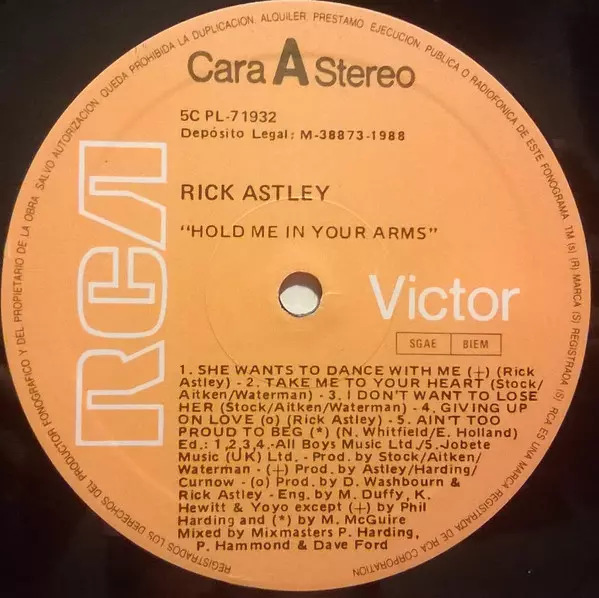 QUEDA PROHIBIDA LA DUPLICACION, ALQUILER, PRESTAMO, EJECUCION PUBLICA O RADIOFONICA DE ESTE FONOGRAMA TM (s) (R) MARCA (S) REGISTRADA (S) RCA ES UNA MARCA REGISTRADA DE RCA CORPORATION
RESERVADOS LOS DERECHOS DEL PRODUCTOR FONOGRAFICO Y DEL PROPIETARIO DE LA OBRA. SALVO AUTORIZACION
Cara A Stereo
5C PL-71932
Depósito Legal: M-38873-1988
RICK ASTLEY
"HOLD ME IN YOUR ARMS"
RCA
Victor
SGAE BIEM
1. SHE WANTS TO DANCE WITH ME (+) (Rick
Astley) - 2. TAKE ME TO YOUR HEART (Stock/
Aitken/Waterman) - 3. I DON'T WANT TO LOSE
HER (Stock/Aitken/Waterman) - 4. GIVING UP
ON LOVE (o) (Rick Astley) - 5. AIN'T TOO
PROUD TO BEG (*) (N. Whitfield/E. Holland)
Ed.: 1,2,3,4.-All Boys Music Ltd./5.-Jobete
Music (UK) Ltd. - Prod. by Stock/Aitken/
Waterman - (+) Prod. by Astley/Harding/
Curnow - (o) Prod. by D. Washbourn &
Rick Astley - Eng. by M. Duffy, K.
Hewitt & Yoyo except (+) by Phil
Harding and (*) by M. McGuire
Mixed by Mixmasters P. Harding,
P. Hammond & Dave Ford